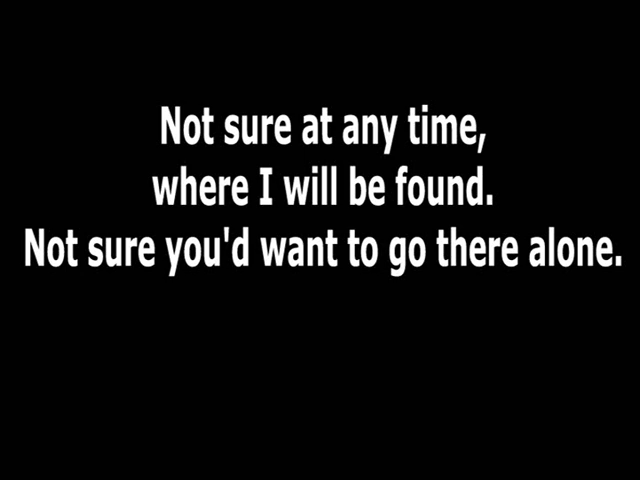 Not sure at any time,
where I will be found.
Not sure you'd want to go there alone.